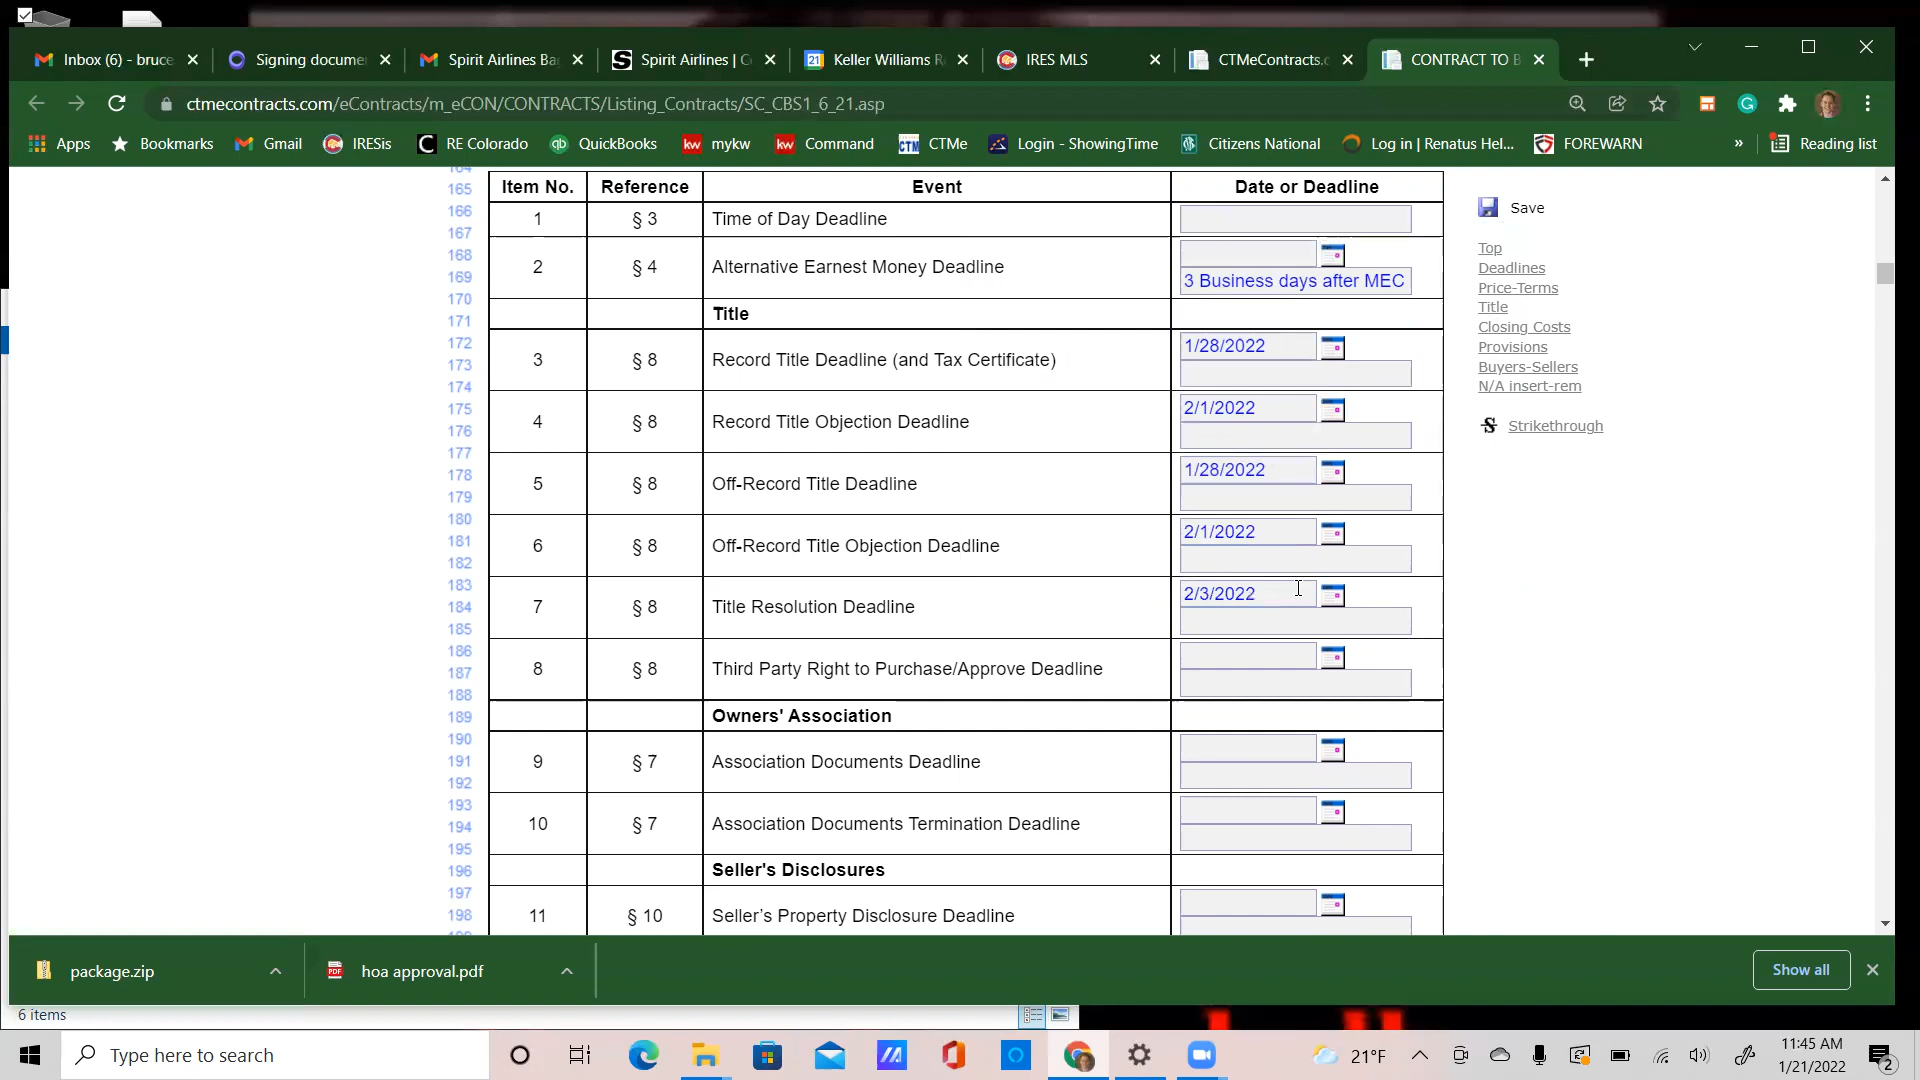 Inbox (6) - bruce
Signing docume
Spirit Airlines Ba
Spirit Airlines | C
21 Keller Williams R
IRES MLS
CTMeContracts.c
CONTRACT TO B
ctmecontracts.com/eContracts/m_eCON/CONTRACTS/Listing_Contracts/SC_CBS1_6_21.asp
Apps
Bookmarks
Gmail
IRESis
RE Colorado
QuickBooks
kw mykw
kw Command
CTM CTMe
Login - ShowingTime
Citizens National
Log in | Renatus Hel...
FOREWARN
»
Reading list
164
165 Item No. Reference Event Date or Deadline
166 1 § 3 Time of Day Deadline
167
168
169 2 § 4 Alternative Earnest Money Deadline 3 Business days after MEC
170
171 Title
172
173 3 § 8 Record Title Deadline (and Tax Certificate) 1/28/2022
174
175
176 4 § 8 Record Title Objection Deadline 2/1/2022
177
178
179 5 § 8 Off-Record Title Deadline 1/28/2022
180
181
182 6 § 8 Off-Record Title Objection Deadline 2/1/2022
183
184 7 § 8 Title Resolution Deadline 2/3/2022
185
186
187 8 § 8 Third Party Right to Purchase/Approve Deadline
188
189 Owners' Association
190
191 9 § 7 Association Documents Deadline
192
193
194 10 § 7 Association Documents Termination Deadline
195
196 Seller's Disclosures
197
198 11 § 10 Seller's Property Disclosure Deadline
Save
Top
Deadlines
Price-Terms
Title
Closing Costs
Provisions
Buyers-Sellers
N/A insert-rem
S Strikethrough
package.zip
PDF hoa approval.pdf
Show all
6 items
Type here to search
21°F
11:45 AM
1/21/2022
2